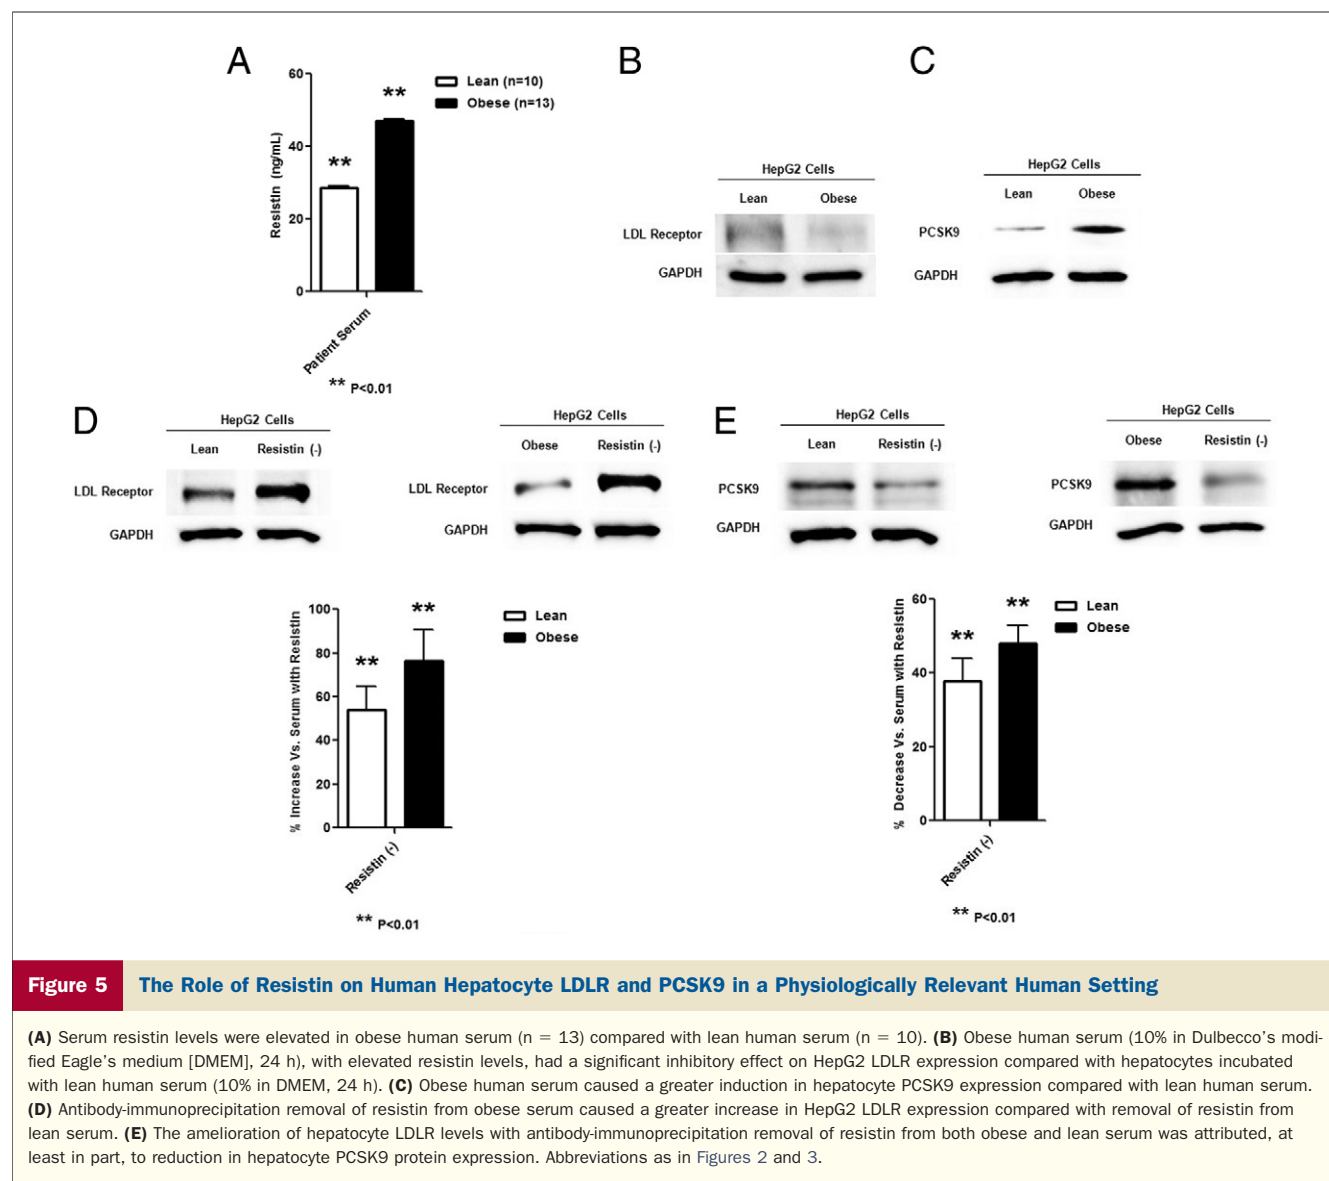 A
60
40
20
0
Resistin (ng/mL)
**
**
Lean (n=10)
Obese (n=13)
Patient Serum
** P<0.01
B
HepG2 Cells
Lean Obese
LDL Receptor
GAPDH
C
HepG2 Cells
Lean Obese
PCSK9
GAPDH
D
HepG2 Cells
Lean Resistin (-)
LDL Receptor
GAPDH
HepG2 Cells
Obese Resistin (-)
LDL Receptor
GAPDH
100
80
60
40
20
0
% Increase Vs. Serum with Resistin
**
**
Lean
Obese
Resistin (-)
** P<0.01
E
HepG2 Cells
Lean Resistin (-)
PCSK9
GAPDH
HepG2 Cells
Obese Resistin (-)
PCSK9
GAPDH
60
40
20
0
% Decrease Vs. Serum with Resistin
**
**
Lean
Obese
Resistin (-)
** P<0.01
Figure 5 The Role of Resistin on Human Hepatocyte LDLR and PCSK9 in a Physiologically Relevant Human Setting
(A) Serum resistin levels were elevated in obese human serum (n = 13) compared with lean human serum (n = 10). (B) Obese human serum (10% in Dulbecco's modi-
fied Eagle's medium [DMEM], 24 h), with elevated resistin levels, had a significant inhibitory effect on HepG2 LDLR expression compared with hepatocytes incubated
with lean human serum (10% in DMEM, 24 h). (C) Obese human serum caused a greater induction in hepatocyte PCSK9 expression compared with lean human serum.
(D) Antibody-immunoprecipitation removal of resistin from obese serum caused a greater increase in HepG2 LDLR expression compared with removal of resistin from
lean serum. (E) The amelioration of hepatocyte LDLR levels with antibody-immunoprecipitation removal of resistin from both obese and lean serum was attributed, at
least in part, to reduction in hepatocyte PCSK9 protein expression. Abbreviations as in Figures 2 and 3.